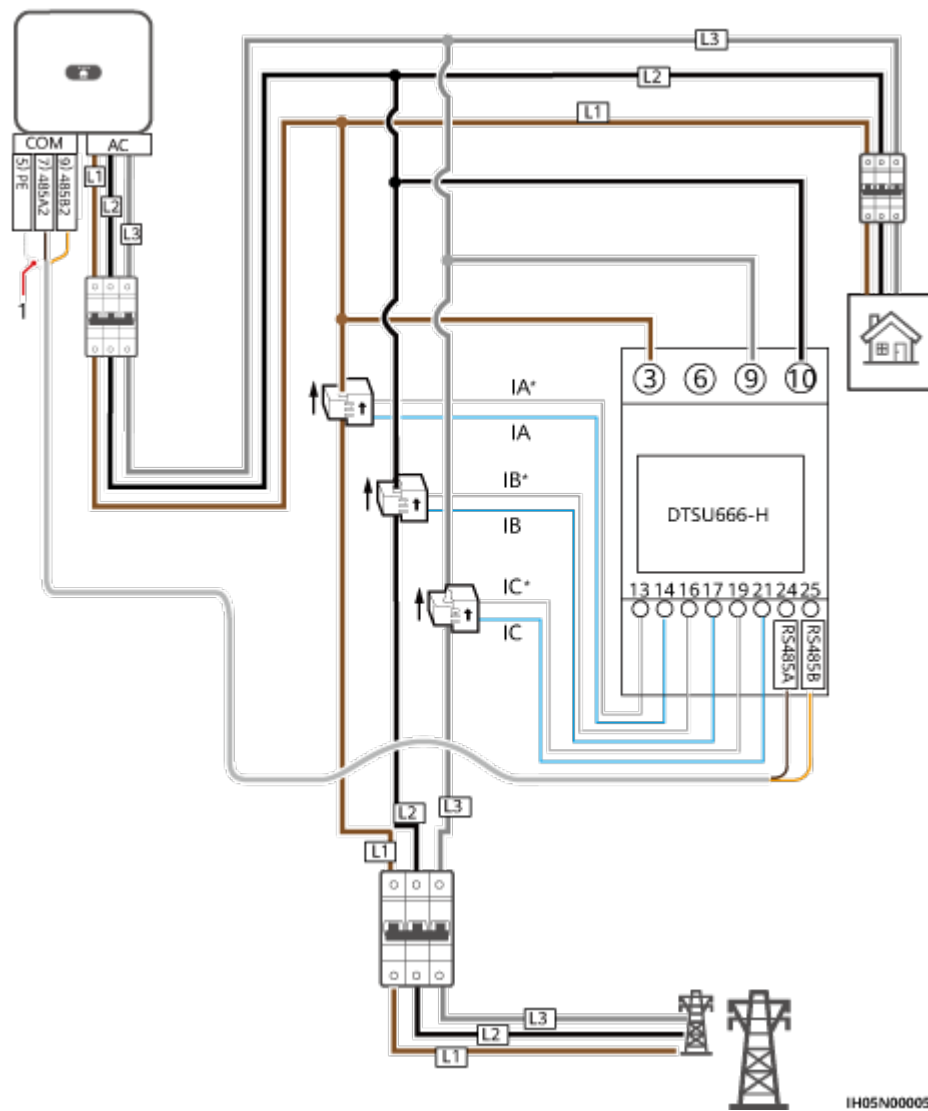 L3
L2
L1
COM
AC
5) PE
7) 485A2
9) 485B2
L1
L2
L3
1
3
6
9
10
IA*
IA
IB*
IB
DTSU666-H
IC*
IC
13 14 16 17 19 21 24 25
RS485A
RS485B
L3
L2
L1
L3
L2
L1
IH05N00005